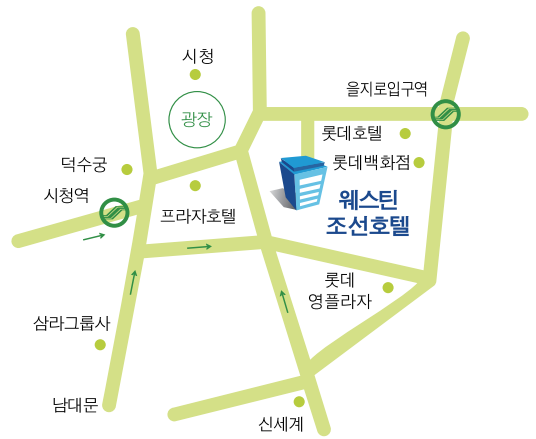 시청
광장
을지로입구역
롯데호텔
롯데백화점
덕수궁
시청역
프라자호텔
웨스틴
조선호텔
롯데
영플라자
삼라그룹사
남대문
신세계